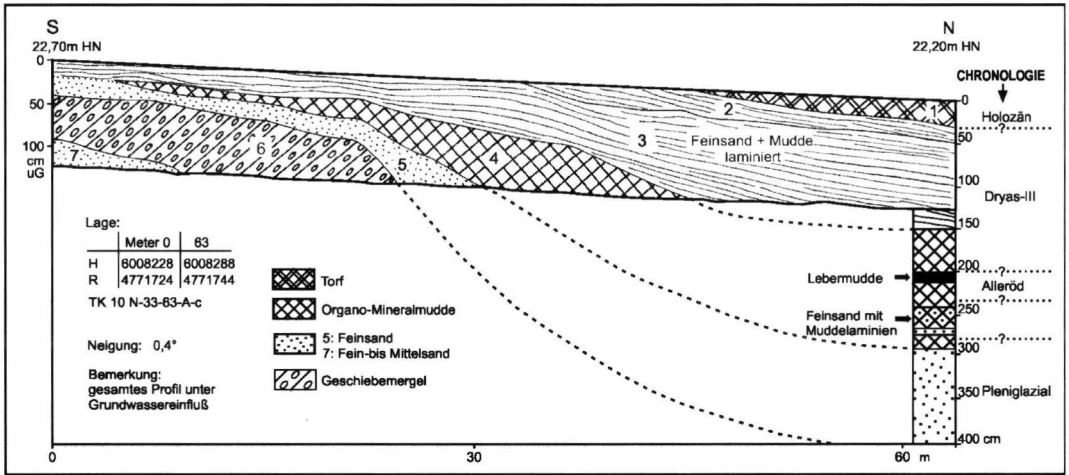 S
22,70m HN
N
22,20m HN
CHRONOLOGIE
0
50
100
cm
uG
0
50
100
150
200
250
300
350
400 cm
1
2
3
Feinsand + Mudde
laminiert
4
5
6
7
Holozän
?
Dryas-III
?
Alleröd
?
?
Pleniglazial
Lebermudde
Feinsand mit
Muddelaminien
Lage:
Meter 0 63
H 6008228 6008288
R 4771724 4771744
TK 10 N-33-63-A-c
Neigung: 0,4°
Bemerkung:
gesamtes Profil unter
Grundwassereinfluß
Torf
Organo-Mineralmudde
5: Feinsand
7: Fein-bis Mittelsand
Geschiebemergel
0
30
60 m